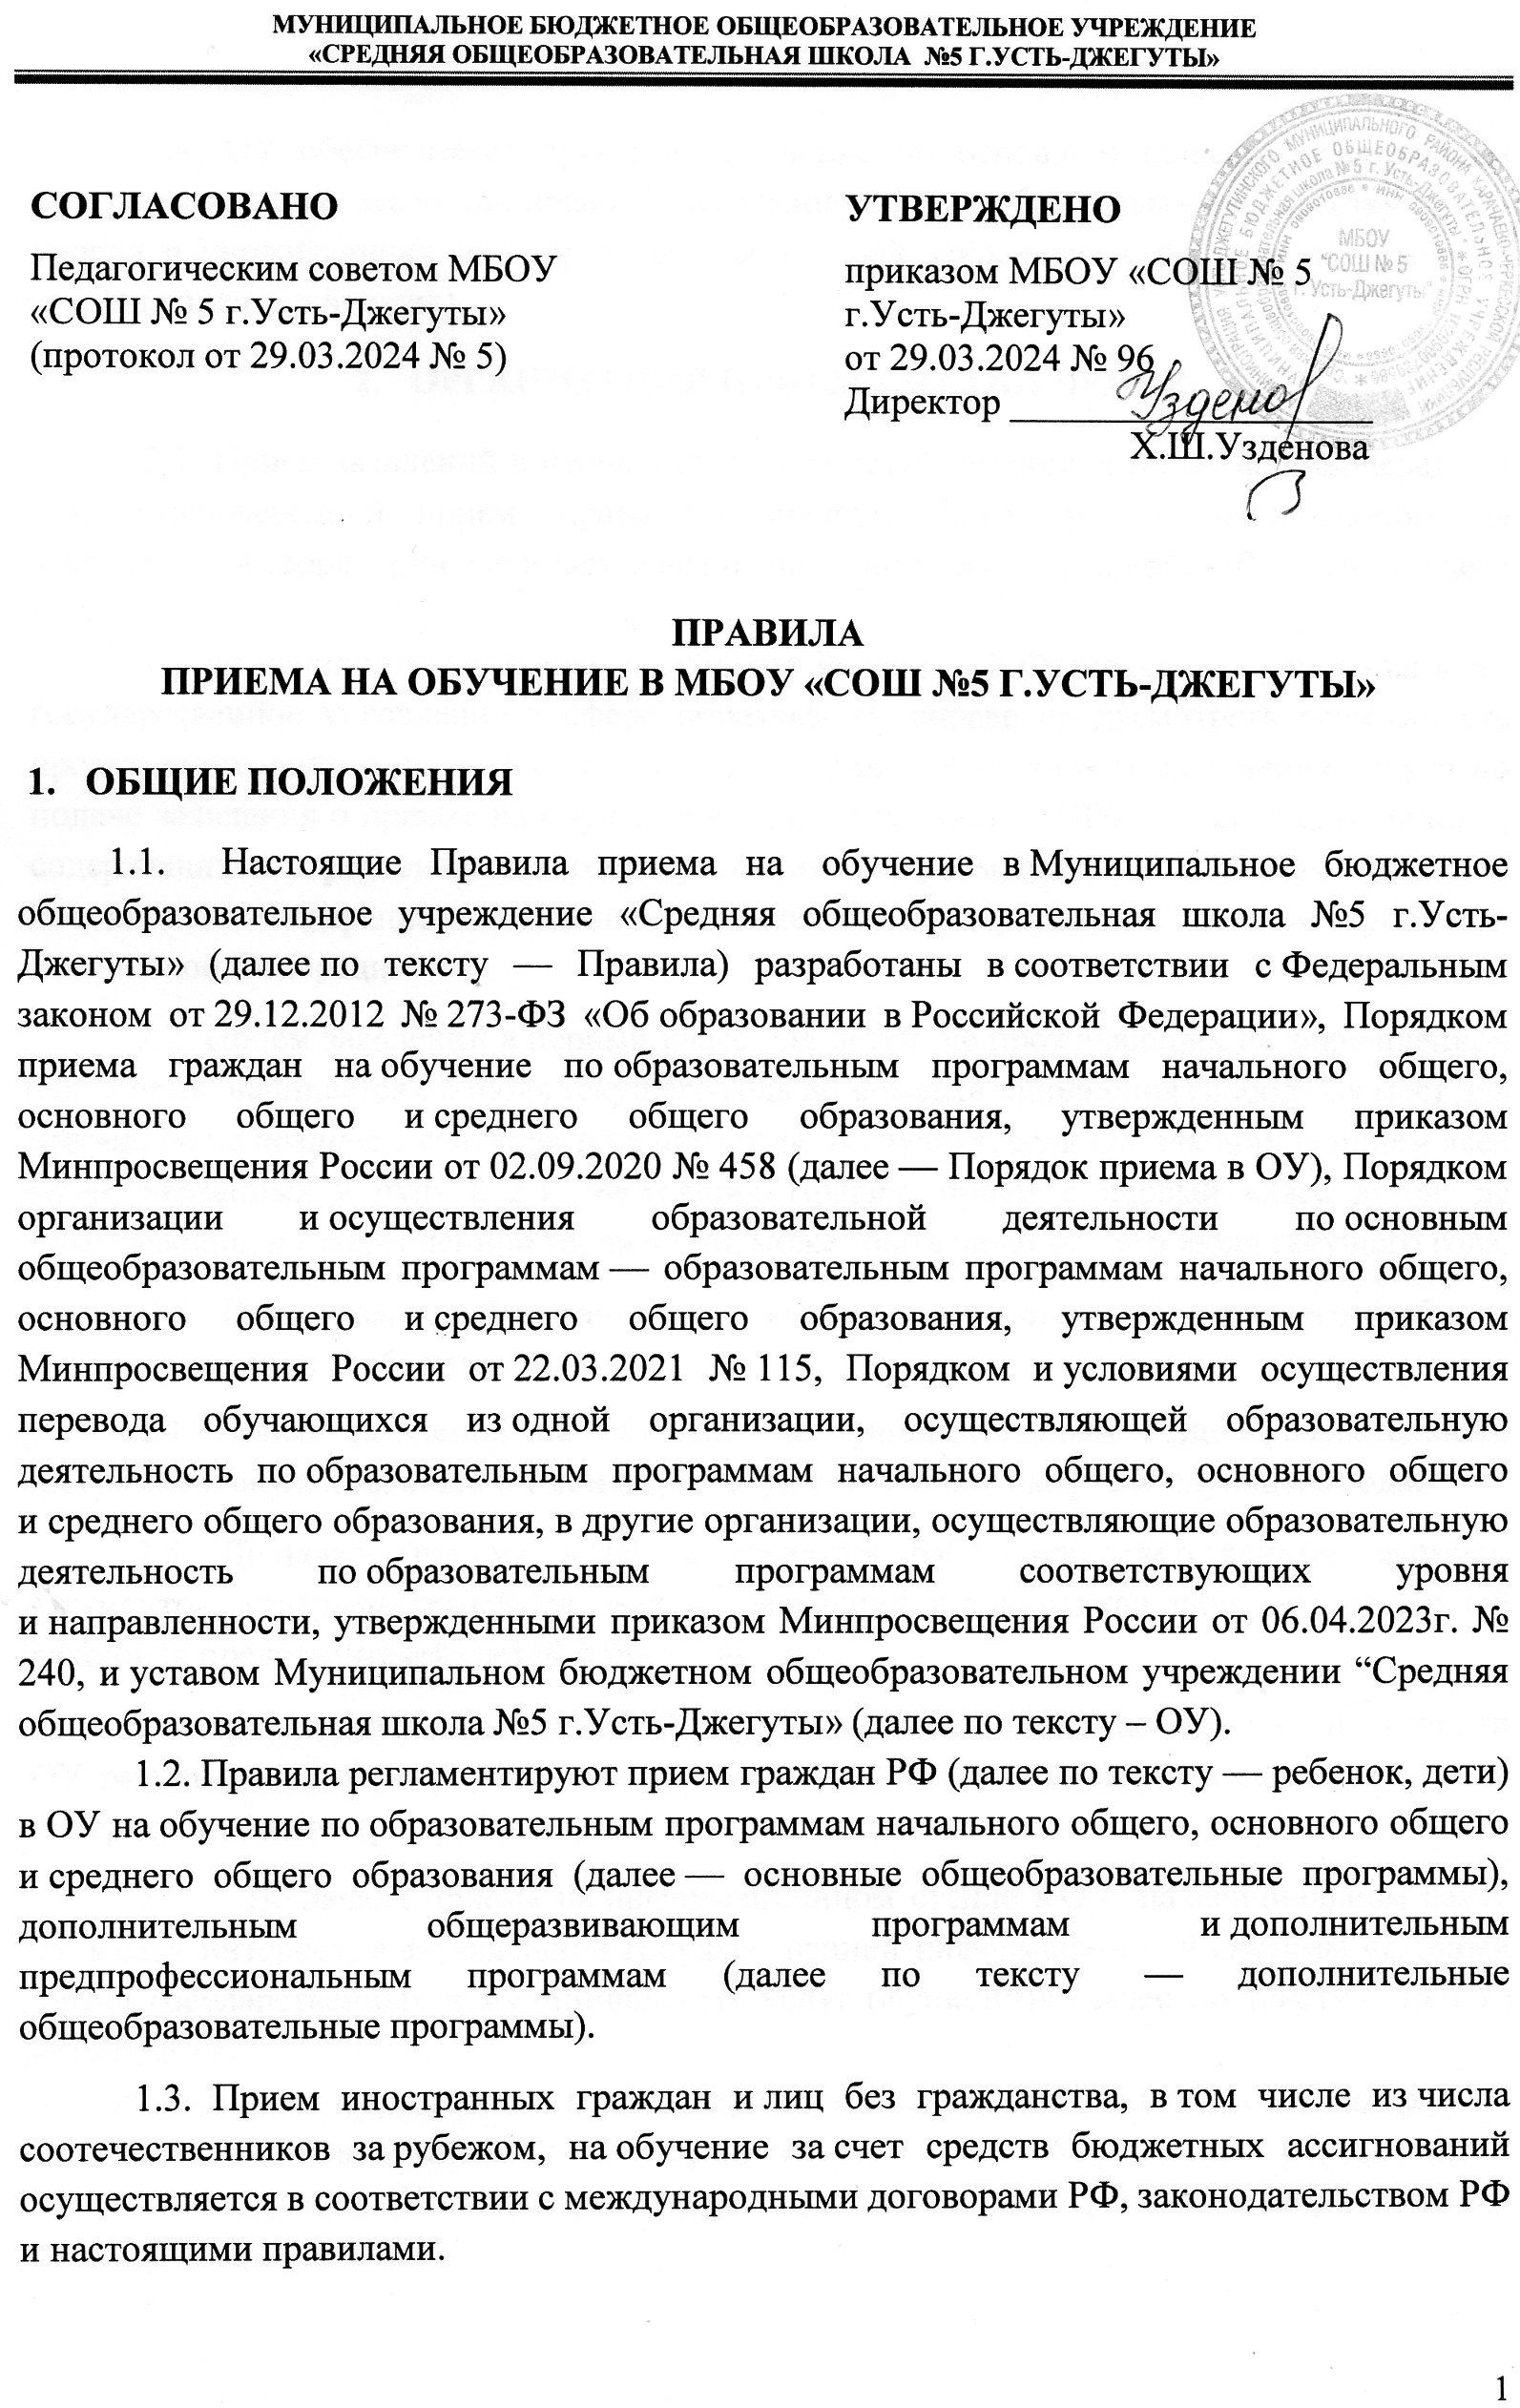 МУНИЦИПАЛЬНОЕ БЮДЖЕТНОЕ ОБЩЕОБРАЗОВАТЕЛЬНОЕ УЧРЕЖДЕНИЕ
«СРЕДНЯЯ ОБЩЕОБРАЗОВАТЕЛЬНАЯ ШКОЛА №5 Г.УСТЬ-ДЖЕГУТЫ»
СОГЛАСОВАНО
Педагогическим советом МБОУ
«СОШ № 5 г.Усть-Джегуты»
(протокол от 29.03.2024 № 5)
УТВЕРЖДЕНО
приказом МБОУ «СОШ № 5
г.Усть-Джегуты»
от 29.03.2024 № 96
Директор
Х.Ш.Узденова
МБОУ
"СОШ № 5
г. Усть-Джегуты"
ПРАВИЛА
ПРИЕМА НА ОБУЧЕНИЕ В МБОУ «СОШ №5 Г.УСТЬ-ДЖЕГУТЫ»
1. ОБЩИЕ ПОЛОЖЕНИЯ
1.1. Настоящие Правила приема на обучение в Муниципальное бюджетное
общеобразовательное учреждение «Средняя общеобразовательная школа №5 г.Усть-
Джегуты» (далее по тексту — Правила) разработаны в соответствии с Федеральным
законом от 29.12.2012 № 273-ФЗ «Об образовании в Российской Федерации», Порядком
приема граждан на обучение по образовательным программам начального общего,
основного общего и среднего общего образования, утвержденным приказом
Минпросвещения России от 02.09.2020 № 458 (далее — Порядок приема в ОУ), Порядком
организации и осуществления образовательной деятельности по основным
общеобразовательным программам — образовательным программам начального общего,
основного общего и среднего общего образования, утвержденным приказом
Минпросвещения России от 22.03.2021 № 115, Порядком и условиями осуществления
перевода обучающихся из одной организации, осуществляющей образовательную
деятельность по образовательным программам начального общего, основного общего
и среднего общего образования, в другие организации, осуществляющие образовательную
деятельность по образовательным программам соответствующих уровня
и направленности, утвержденными приказом Минпросвещения России от 06.04.2023г. №
240, и уставом Муниципальном бюджетном общеобразовательном учреждении “Средняя
общеобразовательная школа №5 г.Усть-Джегуты» (далее по тексту – ОУ).
1.2. Правила регламентируют прием граждан РФ (далее по тексту — ребенок, дети)
в ОУ на обучение по образовательным программам начального общего, основного общего
и среднего общего образования (далее — основные общеобразовательные программы),
дополнительным общеразвивающим программам и дополнительным
предпрофессиональным программам (далее по тексту — дополнительные
общеобразовательные программы).
1.3. Прием иностранных граждан и лиц без гражданства, в том числе из числа
соотечественников за рубежом, на обучение за счет средств бюджетных ассигнований
осуществляется в соответствии с международными договорами РФ, законодательством РФ
и настоящими правилами.
1